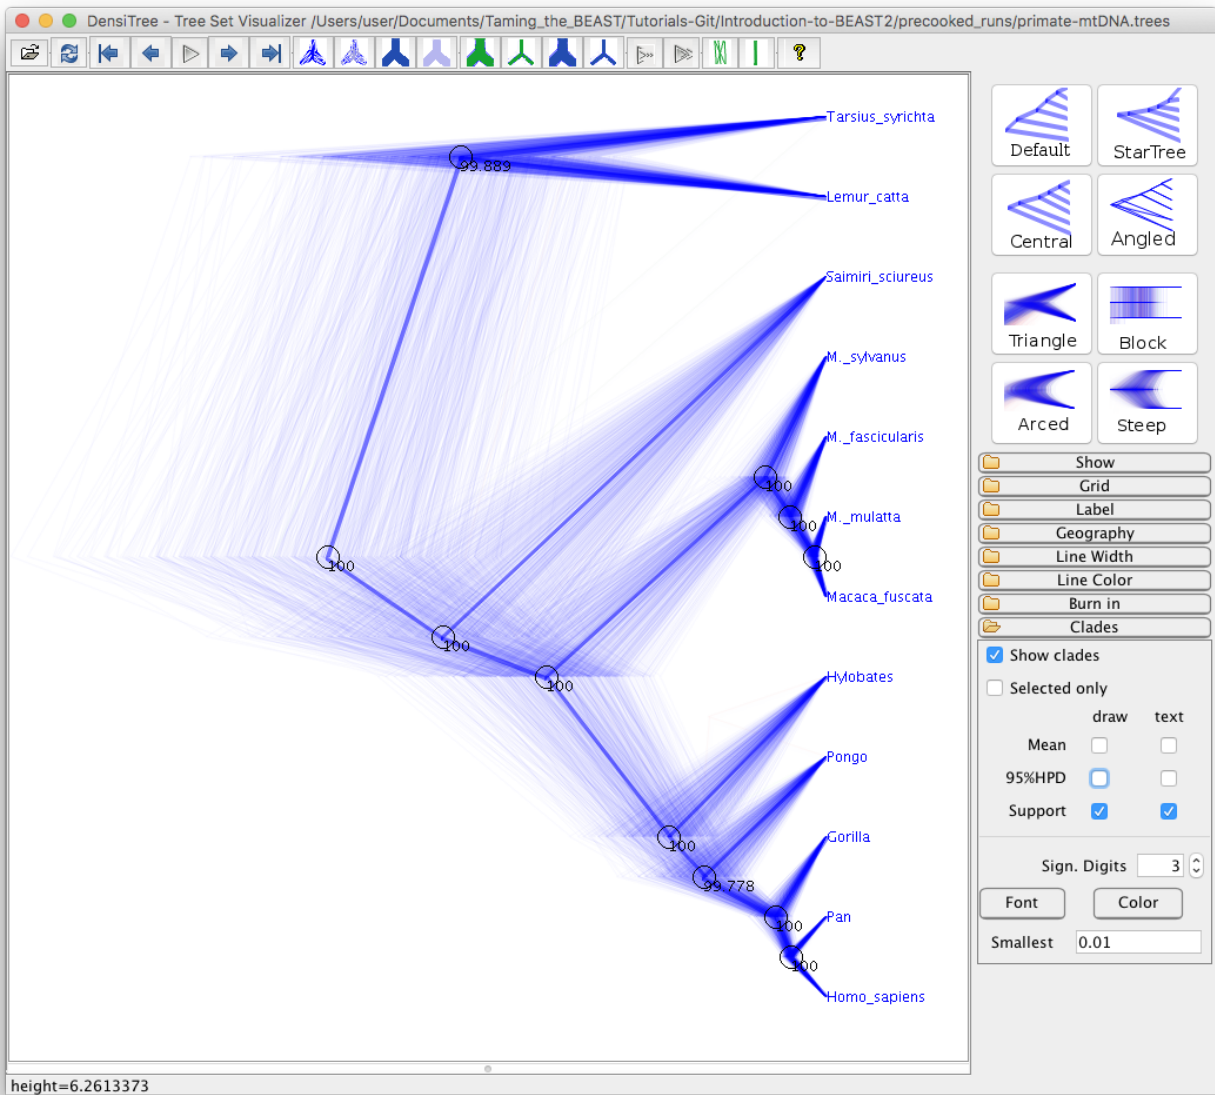 DensiTree - Tree Set Visualizer /Users/user/Documents/Taming_the_BEAST/Tutorials-Git/Introduction-to-BEAST2/precooked_runs/primate-mtDNA.trees
?
Tarsius_syrichta
99.889
Lemur_catta
Saimiri_sciureus
M._sylvanus
M._fascicularis
100
M._mulatta
100
100
100
Macaca_fuscata
100
100
Hylobates
Pongo
Gorilla
100
99.778
Pan
100
100
Homo_sapiens
Default
StarTree
Central
Angled
Triangle
Block
Arced
Steep
Show
Grid
Label
Geography
Line Width
Line Color
Burn in
Clades
Show clades
Selected only
draw text
Mean
95%HPD
Support
Sign. Digits 3
Font Color
Smallest 0.01
height=6.2613373